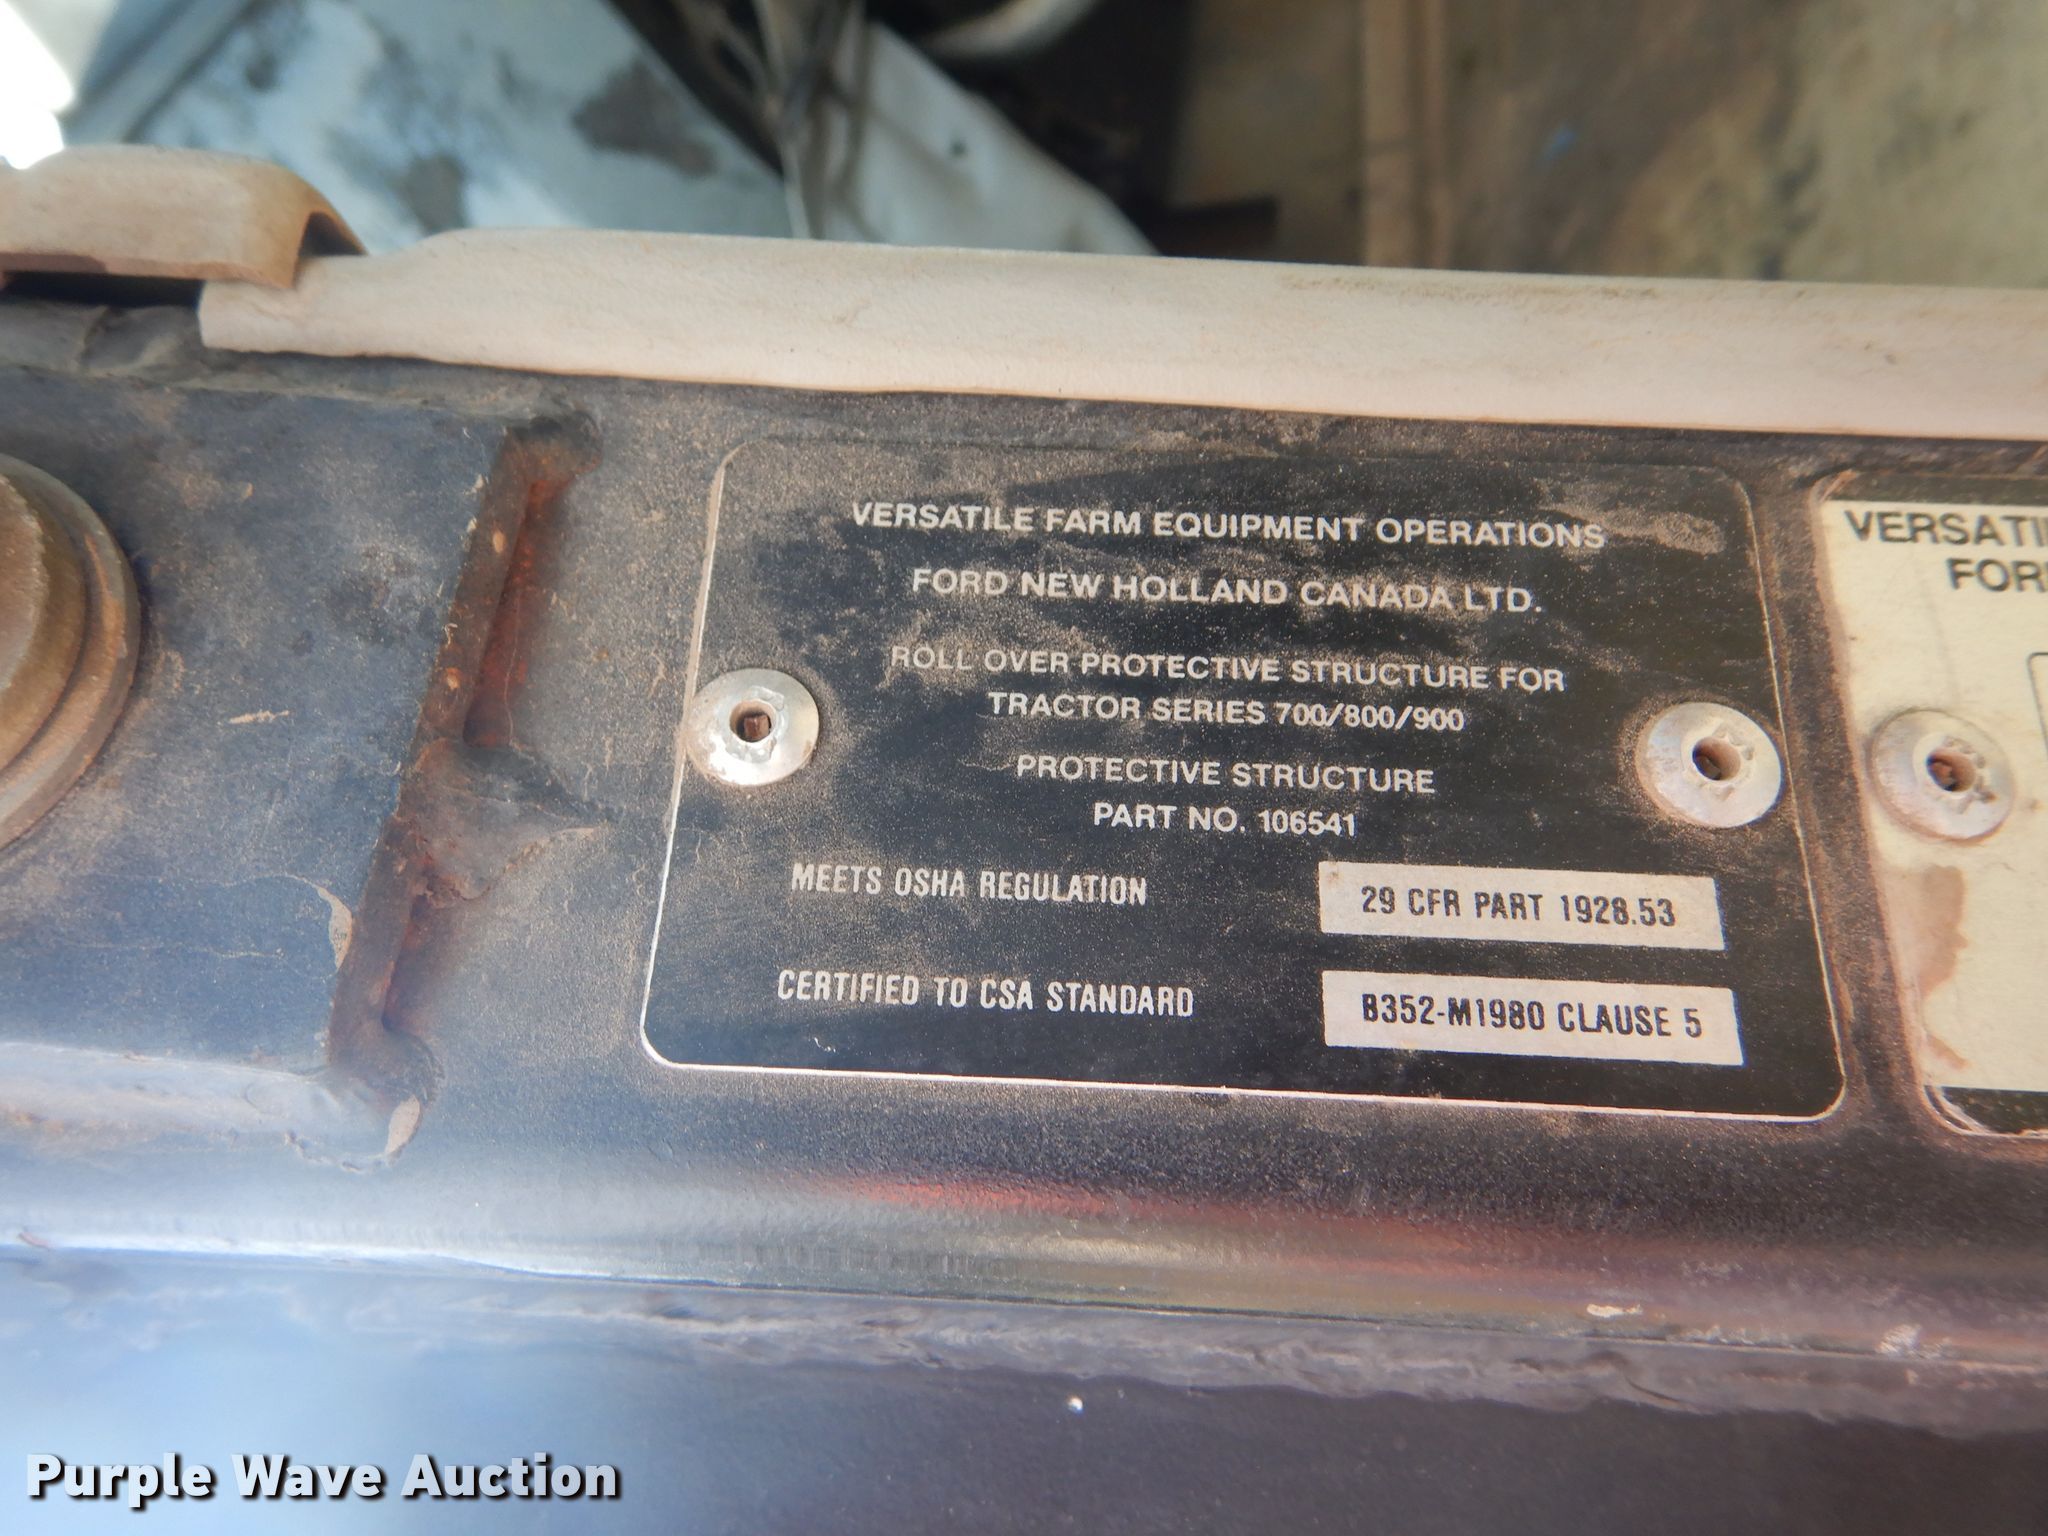 VERSATILE FARM EQUIPMENT OPERATIONS
FORD NEW HOLLAND CANADA LTD.
ROLL OVER PROTECTIVE STRUCTURE FOR
TRACTOR SERIES 700/800/900
PROTECTIVE STRUCTURE
PART NO. 106541
MEETS OSHA REGULATION 29 CFR PART 1928.53
CERTIFIED TO CSA STANDARD B352-M1980 CLAUSE 5
Purple Wave Auction